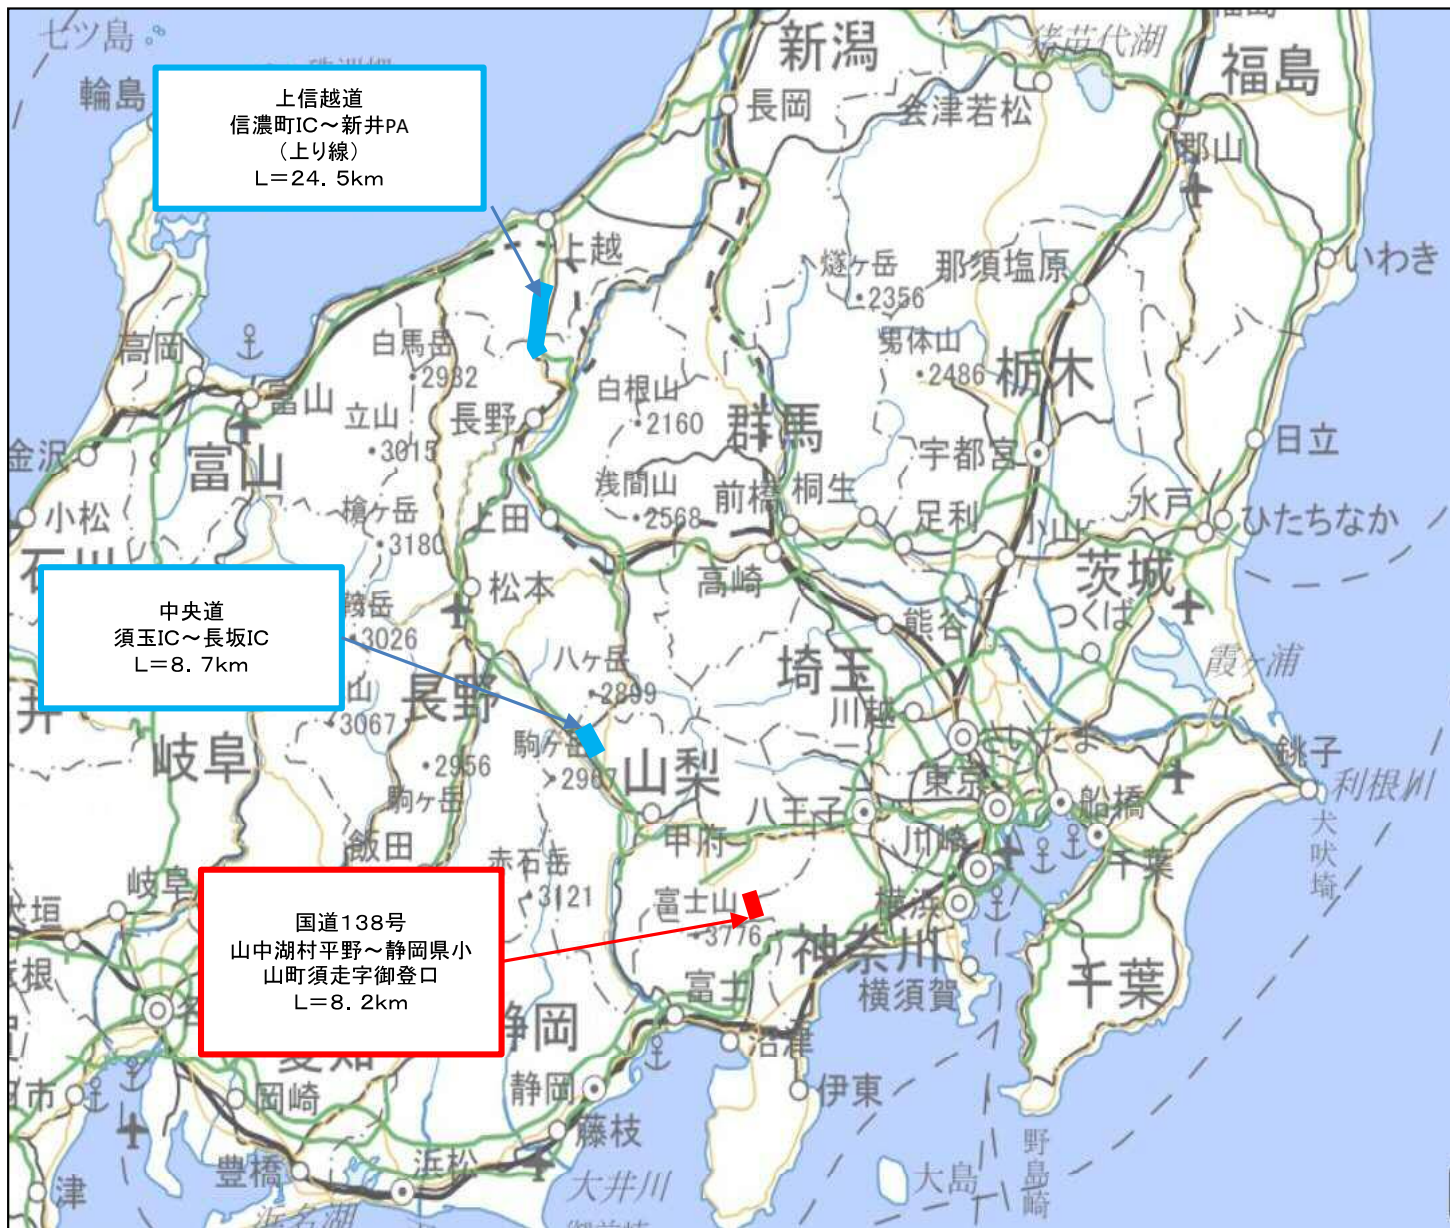 七ツ島
輪島
新潟
猪苗代湖
福島
上信越道
信濃町IC～新井PA
（上り線）
L＝24．5km
長岡
会津若松
郡山
上越
燧ヶ岳
・2356
那須塩原
いわき
高岡
白馬岳
・2932
男体山
・2486
栃木
富山
立山
・3015
長野
白根山
・2160
群馬
金沢
富山
宇都宮
日立
小松
槍ヶ岳
・3180
上田
浅間山
・2568
前橋
桐生
足利
小山
水戸
ひたちなか
石川
高崎
茨城
松本
中央道
須玉IC～長坂IC
L＝8．7km
・3026
熊谷
つくば
八ヶ岳
・2899
埼玉
霞ヶ浦
井
山
・3067
長野
川越
さいたま
岐阜
駒ヶ岳
・2967
山梨
東京
銚子
利根川
・2956
駒ヶ岳
八王子
船橋
犬吠埼
飯田
甲府
川崎
千葉
岐阜
赤石岳
・3121
富士山
・3776
横浜
国道138号
山中湖村平野～静岡県小
山町須走字御登口
L＝8．2km
神奈川
千葉
横須賀
富士
静岡
愛知
沼津
岡崎
静岡
伊東
藤枝
野島崎
豊橋
浜松
大井川
大島
津
浜名湖